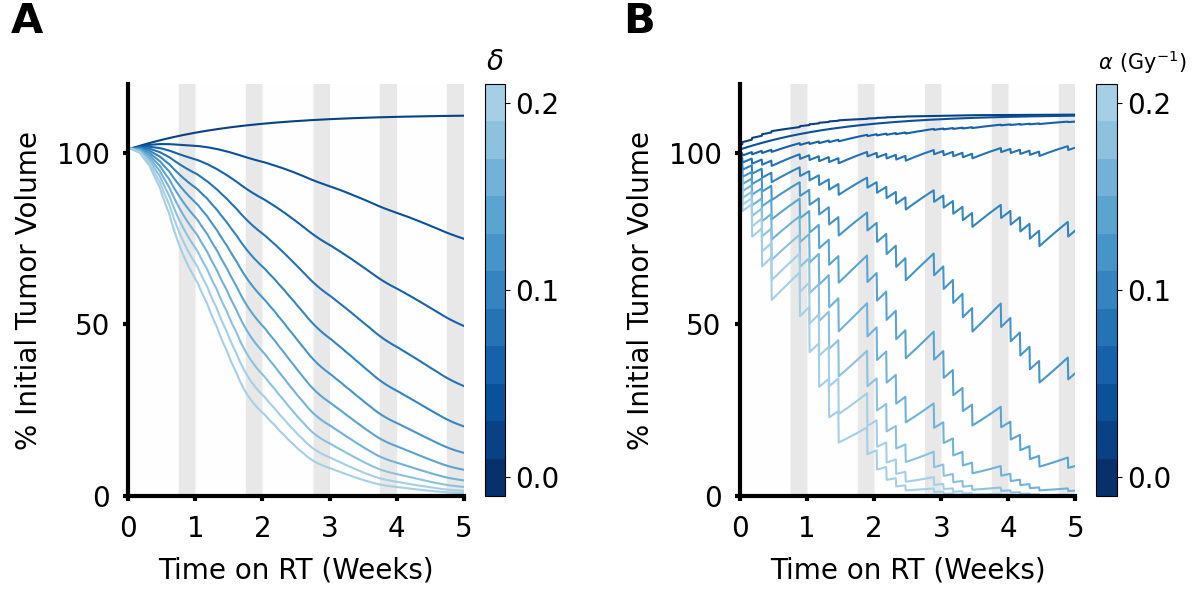 A
B
δ
α (Gy⁻¹)
% Initial Tumor Volume
100
50
0
0 1 2 3 4 5
Time on RT (Weeks)
0.2
0.1
0.0
% Initial Tumor Volume
100
50
0
0 1 2 3 4 5
Time on RT (Weeks)
0.2
0.1
0.0